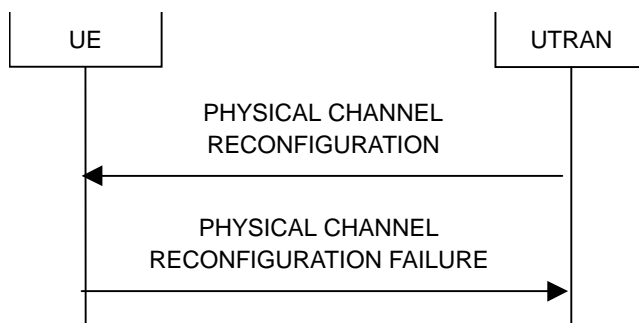 UE
UTRAN
PHYSICAL CHANNEL
RECONFIGURATION
PHYSICAL CHANNEL
RECONFIGURATION FAILURE